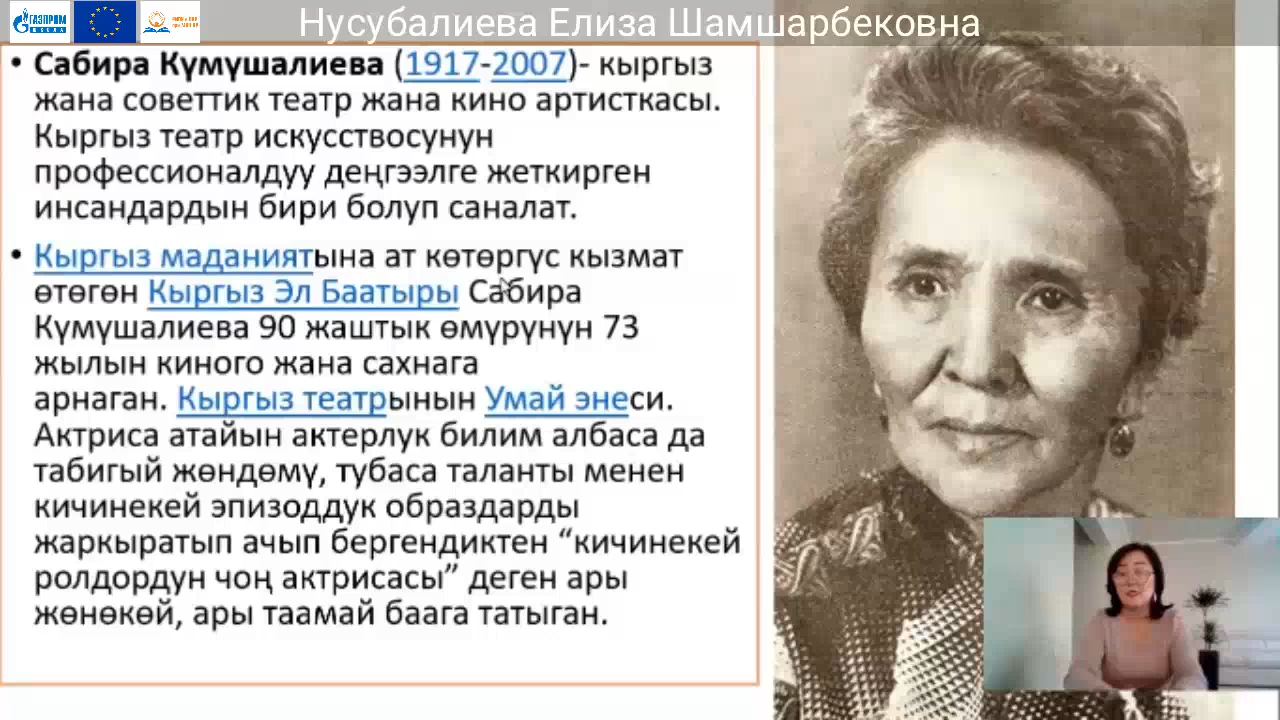 ГАЗПРОМ
ШКОЛА
Нусубалиева Елиза Шамшарбековна
• Сабира Күмүшалиева (1917-2007)- кыргыз
жана советтик театр жана кино артисткасы.
Кыргыз театр искусствосунун
профессионалдуу деңгээлге жеткирген
инсандардын бири болуп саналат.
• Кыргыз маданиятына ат көтөргүс кызмат
өтөгөн Кыргыз Эл Баатыры Сабира
Күмүшалиева 90 жаштык өмүрүнүн 73
жылын киного жана сахнага
арнаган. Кыргыз театрынын Умай энеси.
Актриса атайын актерлук билим албаса да
табигый жөндөмү, тубаса таланты менен
кичинекей эпизоддук образдарды
жаркыратып ачып бергендиктен “кичинекей
ролдордун чоң актрисасы” деген ары
жөнөкөй, ары таамай баага татыган.